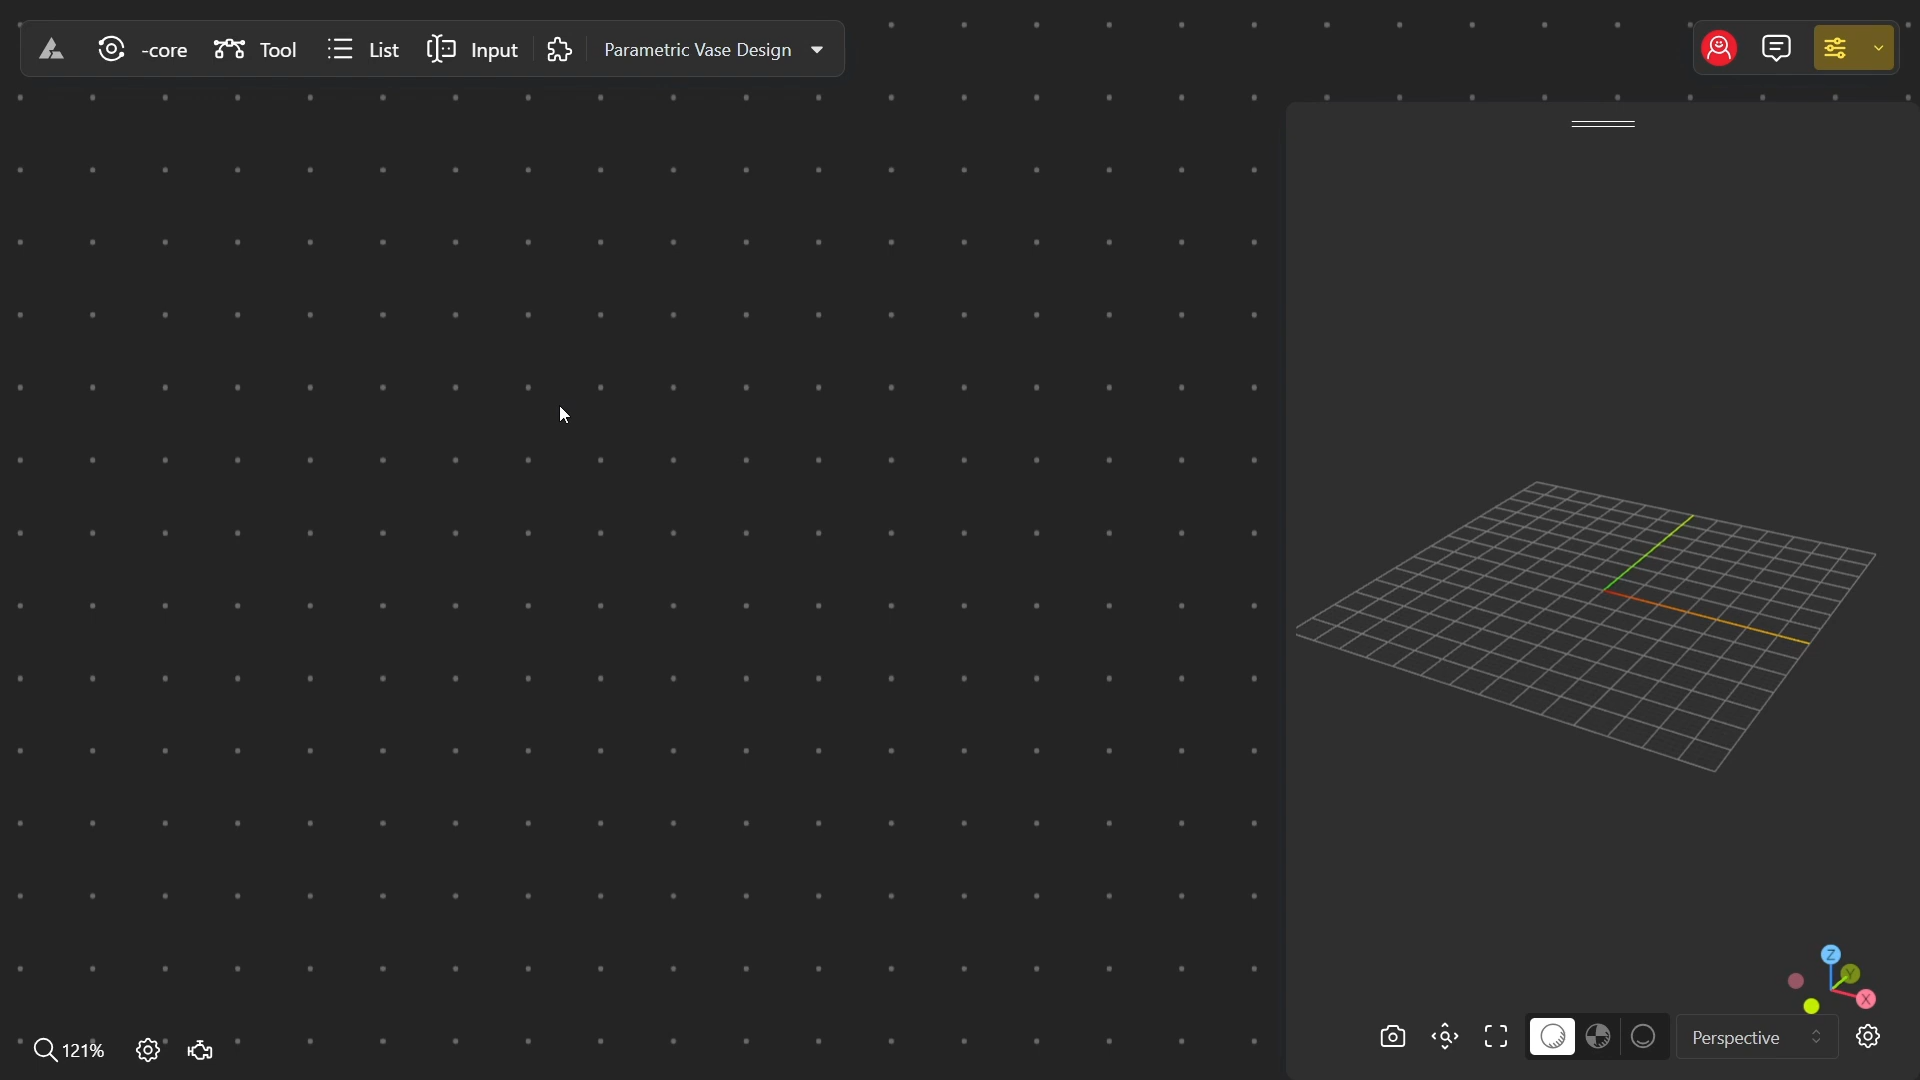 -core Tool List Input Parametric Vase Design
Z
Y
X
121%
Perspective